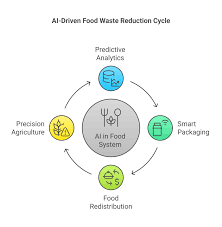 AI-Driven Food Waste Reduction Cycle
Predictive
Analytics
Precision
Agriculture
AI in Food
System
Smart
Packaging
Food
Redistribution